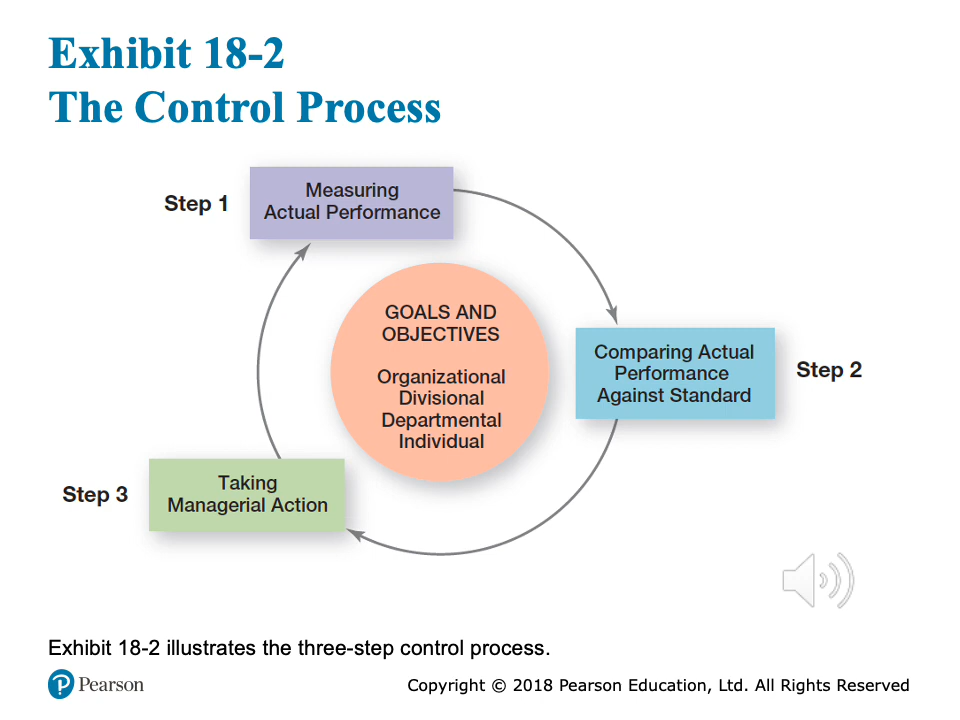 Exhibit 18-2
The Control Process
Step 1
Measuring
Actual Performance
GOALS AND
OBJECTIVES
Organizational
Divisional
Departmental
Individual
Comparing Actual
Performance
Against Standard
Step 2
Step 3
Taking
Managerial Action
Exhibit 18-2 illustrates the three-step control process.
Pearson
Copyright © 2018 Pearson Education, Ltd. All Rights Reserved